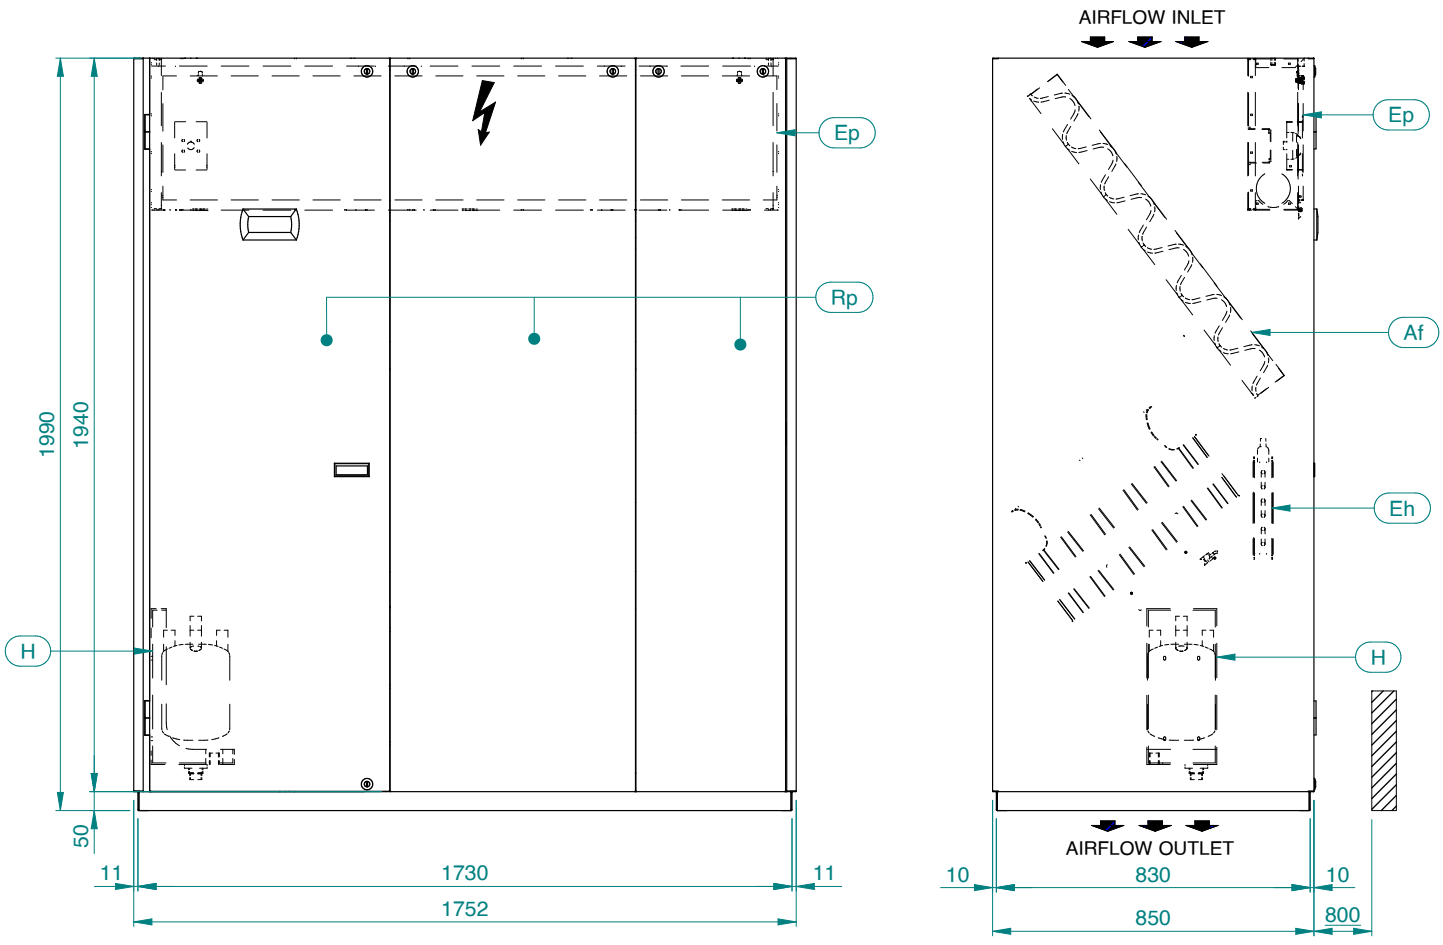 AIRFLOW INLET
Ep
Ep
Rp
Af
1990
1940
Eh
H
H
50
AIRFLOW OUTLET
11
1730
11
10
830
10
1752
850
800